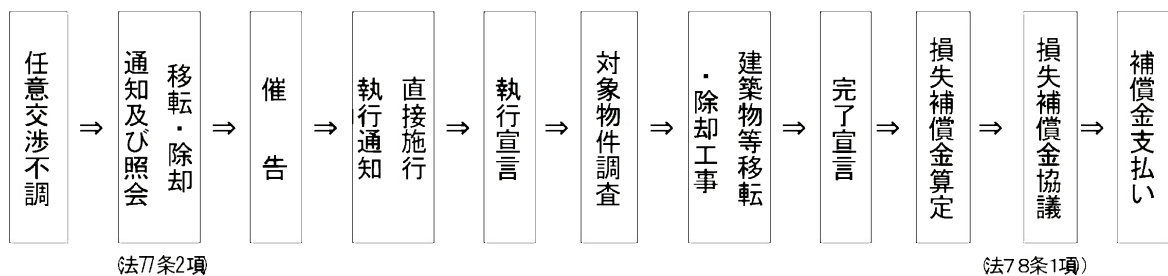 任意交渉不調
⇒
移転・除却
通知及び照会
⇒
催告
⇒
直接施行
執行通知
⇒
執行宣言
⇒
対象物件調査
⇒
建築物等移転
・除却工事
⇒
完了宣言
⇒
損失補償金算定
⇒
損失補償金協議
⇒
補償金支払い
(法77条2項)
(法78条1項)